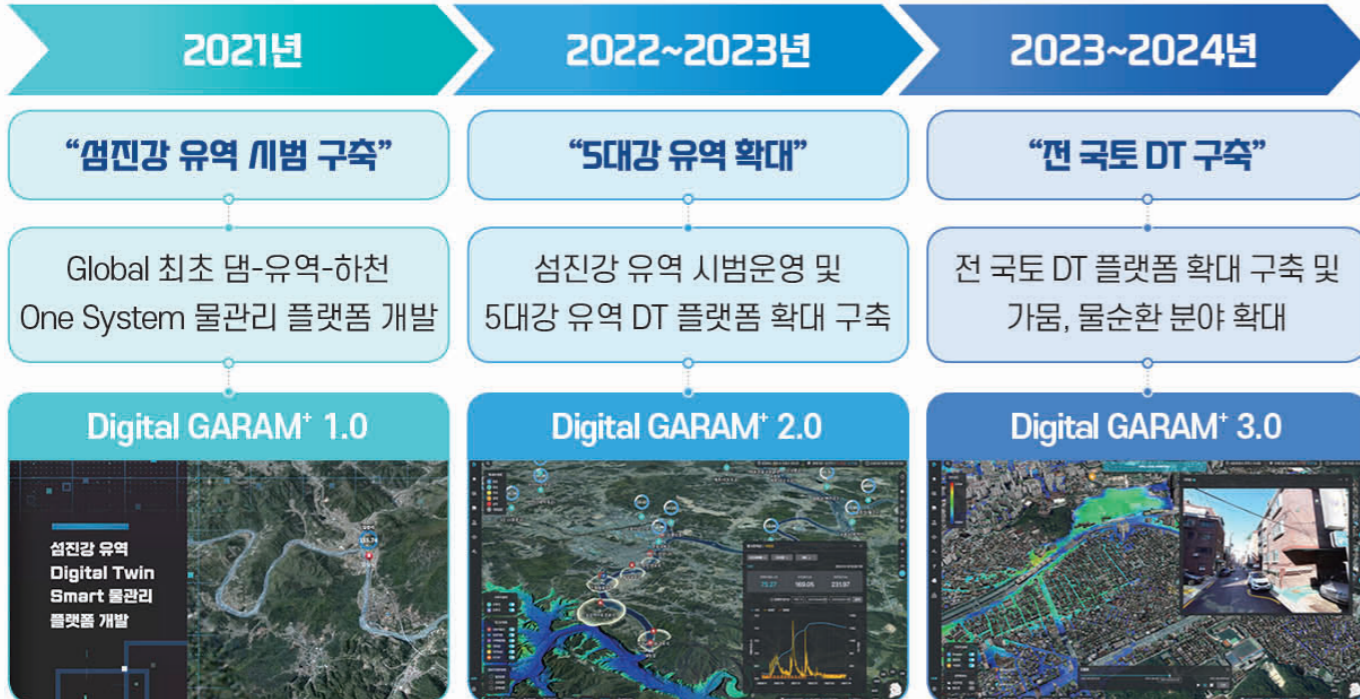 2021년
2022~2023년
2023~2024년
“섬진강 유역 시범 구축”
“5대강 유역 확대”
“전 국토 DT 구축”
Global 최초 댐-유역-하천
One System 물관리 플랫폼 개발
섬진강 유역 시범운영 및
5대강 유역 DT 플랫폼 확대 구축
전 국토 DT 플랫폼 확대 구축 및
가뭄, 물순환 분야 확대
Digital GARAM⁺ 1.0
Digital GARAM⁺ 2.0
Digital GARAM⁺ 3.0
섬진강 유역
Digital Twin
Smart 물관리
플랫폼 개발